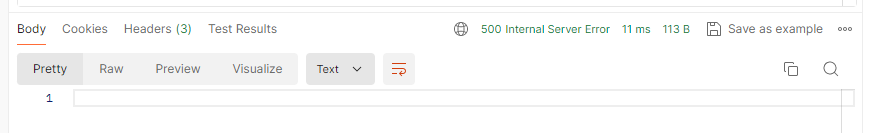 Body Cookies Headers (3) Test Results 500 Internal Server Error 11 ms 113 B Save as example
Pretty Raw Preview Visualize Text
1